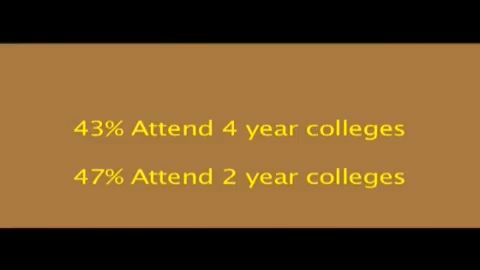 43% Attend 4 year colleges
47% Attend 2 year colleges